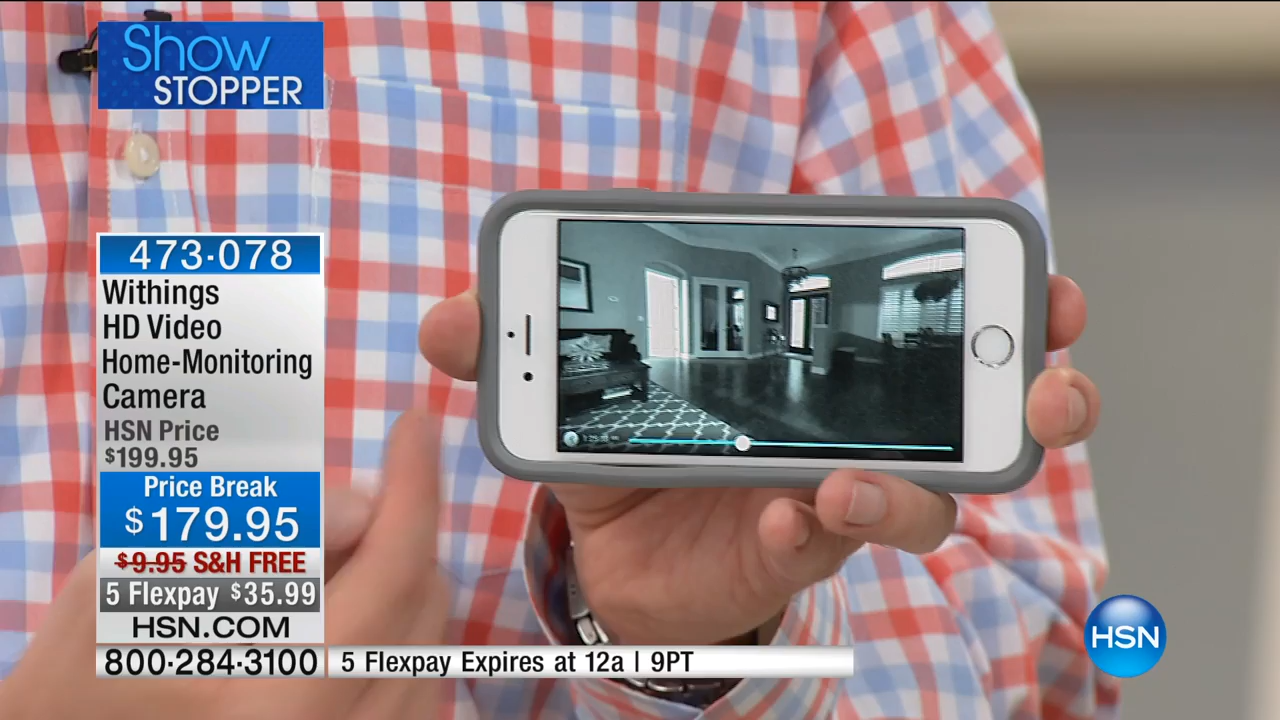 Show
STOPPER
473·078
Withings
HD Video
Home-Monitoring
Camera
HSN Price
$199.95
Price Break
$179.95
$9.95 S&H FREE
5 Flexpay $35.99
HSN.COM
800·284·3100
5 Flexpay Expires at 12a | 9PT
HSN